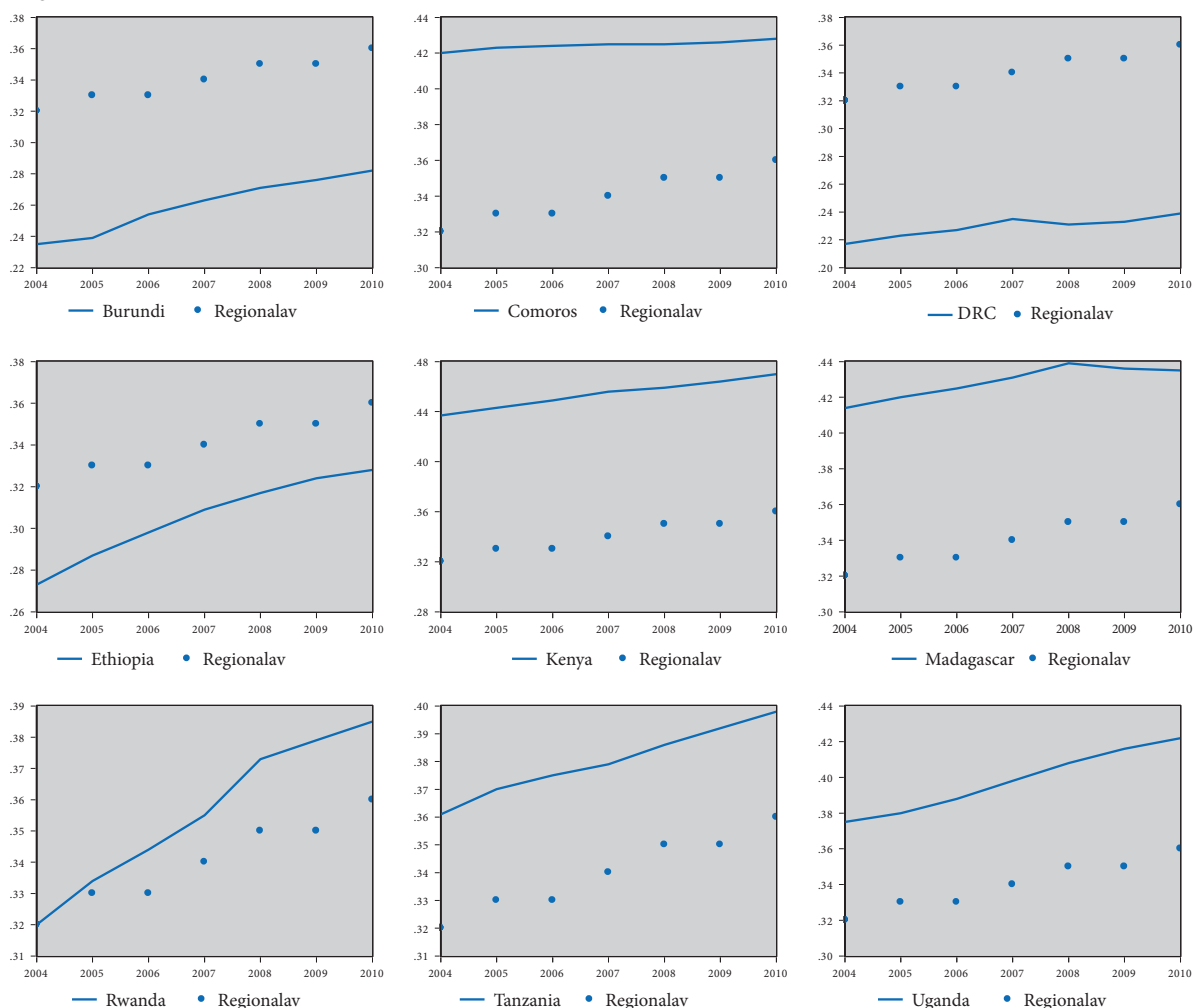 .38 .44 .38
.36 .42 .36
.34 .40 .34
.32 .38 .32
.30 .36 .30
.28 .34 .28
.26 .32 .26
.24 .30 .24
.22 .22
.20
2004 2005 2006 2007 2008 2009 2010 2004 2005 2006 2007 2008 2009 2010 2004 2005 2006 2007 2008 2009 2010
Burundi Regionalav Comoros Regionalav DRC Regionalav
.38 .48 .44
.36 .44 .42
.34 .40 .40
.32 .36 .38
.30 .32 .36
.28 .28 .34
.26 .32
.30
2004 2005 2006 2007 2008 2009 2010 2004 2005 2006 2007 2008 2009 2010 2004 2005 2006 2007 2008 2009 2010
Ethiopia Regionalav Kenya Regionalav Madagascar Regionalav
.39 .40 .44
.38 .39 .42
.37 .38 .40
.36 .37 .38
.35 .36 .36
.34 .35 .34
.33 .34 .32
.32 .33 .30
.31 .32
.31
2004 2005 2006 2007 2008 2009 2010 2004 2005 2006 2007 2008 2009 2010 2004 2005 2006 2007 2008 2009 2010
Rwanda Regionalav Tanzania Regionalav Uganda Regionalav